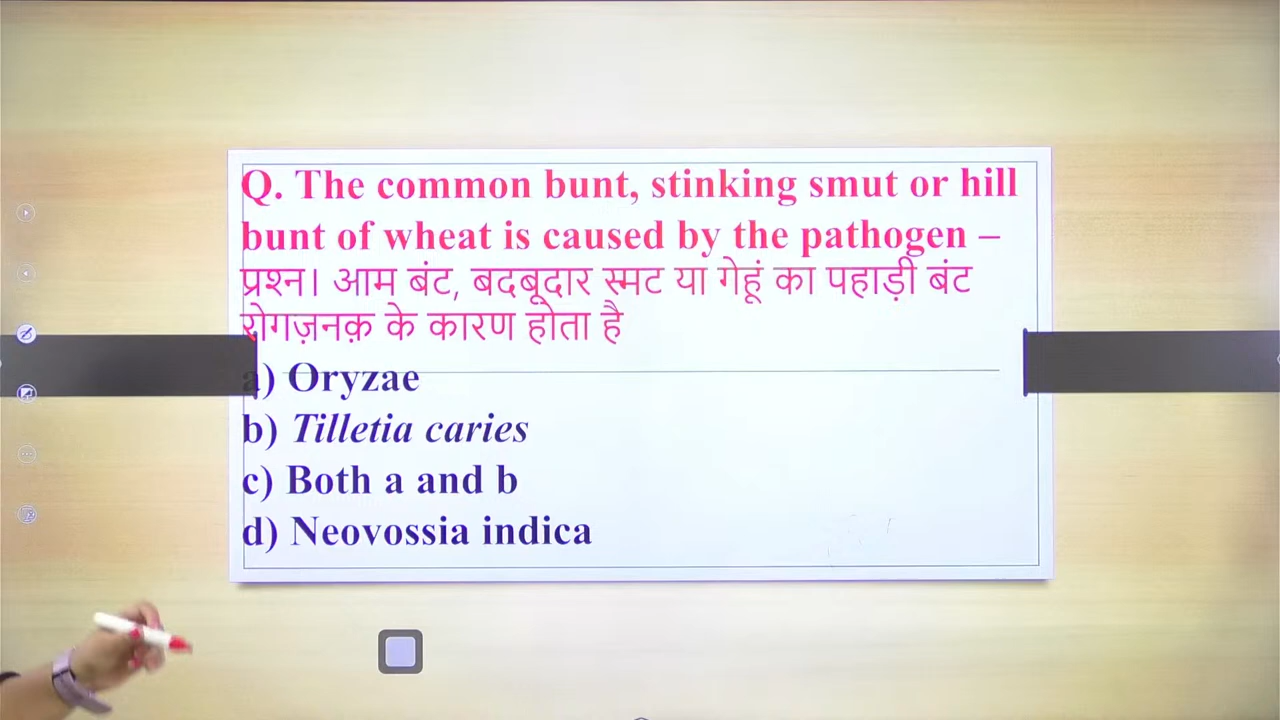 Q. The common bunt, stinking smut or hill
bunt of wheat is caused by the pathogen –
प्रश्न। आम बंट, बदबूदार स्मट या गेहूं का पहाड़ी बंट
रोगज़नक़ के कारण होता है
a) Oryzae
b) Tilletia caries
c) Both a and b
d) Neovossia indica